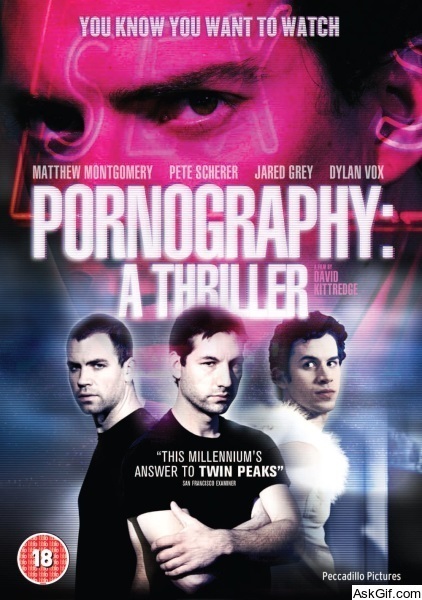 YOU KNOW YOU WANT TO WATCH
SEX
MATTHEW MONTGOMERY PETE SCHERER JARED GREY DYLAN VOX
PORNOGRAPHY:
A THRILLER
A FILM BY
DAVID
KITTREDGE
"THIS MILLENNIUM'S
ANSWER TO TWIN PEAKS"
SAN FRANCISCO EXAMINER
18
Peccadillo Pictures
AskGif.com